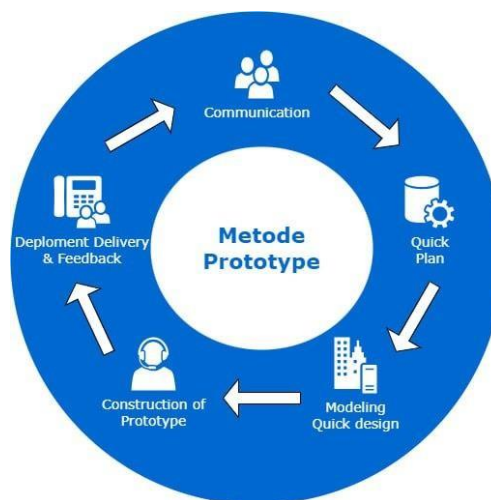 Communication
Quick
Plan
Modeling
Quick design
Construction of
Prototype
Deploment Delivery
& Feedback
Metode
Prototype